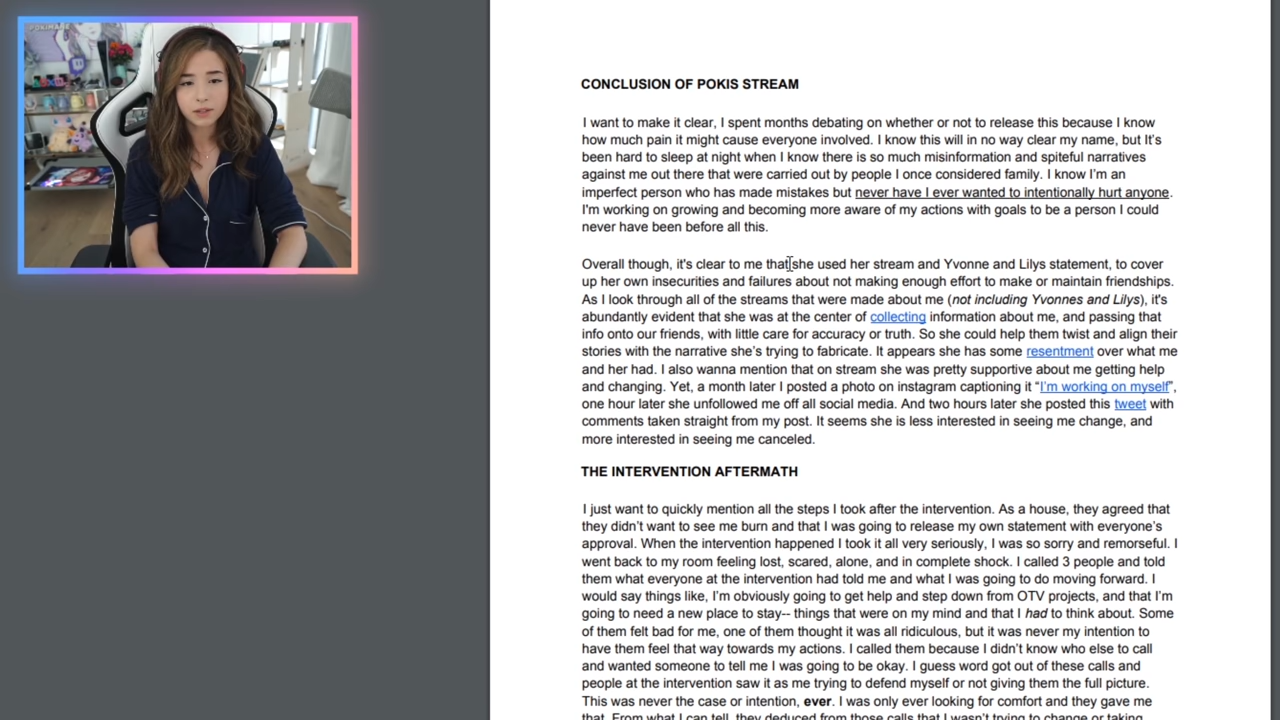 POKIMANE
CONCLUSION OF POKIS STREAM
I want to make it clear, I spent months debating on whether or not to release this because I know
how much pain it might cause everyone involved. I know this will in no way clear my name, but It's
been hard to sleep at night when I know there is so much misinformation and spiteful narratives
against me out there that were carried out by people I once considered family. I know I'm an
imperfect person who has made mistakes but never have I ever wanted to intentionally hurt anyone.
I'm working on growing and becoming more aware of my actions with goals to be a person I could
never have been before all this.
Overall though, it's clear to me that she used her stream and Yvonne and Lilys statement, to cover
up her own insecurities and failures about not making enough effort to make or maintain friendships.
As I look through all of the streams that were made about me (not including Yvonnes and Lilys), it's
abundantly evident that she was at the center of collecting information about me, and passing that
info onto our friends, with little care for accuracy or truth. So she could help them twist and align their
stories with the narrative she's trying to fabricate. It appears she has some resentment over what me
and her had. I also wanna mention that on stream she was pretty supportive about me getting help
and changing. Yet, a month later I posted a photo on instagram captioning it “I'm working on myself”,
one hour later she unfollowed me off all social media. And two hours later she posted this tweet with
comments taken straight from my post. It seems she is less interested in seeing me change, and
more interested in seeing me canceled.
THE INTERVENTION AFTERMATH
I just want to quickly mention all the steps I took after the intervention. As a house, they agreed that
they didn't want to see me burn and that I was going to release my own statement with everyone's
approval. When the intervention happened I took it all very seriously, I was so sorry and remorseful. I
went back to my room feeling lost, scared, alone, and in complete shock. I called 3 people and told
them what everyone at the intervention had told me and what I was going to do moving forward. I
would say things like, I'm obviously going to get help and step down from OTV projects, and that I'm
going to need a new place to stay-- things that were on my mind and that I had to think about. Some
of them felt bad for me, one of them thought it was all ridiculous, but it was never my intention to
have them feel that way towards my actions. I called them because I didn't know who else to call
and wanted someone to tell me I was going to be okay. I guess word got out of these calls and
people at the intervention saw it as me trying to defend myself or not giving them the full picture.
This was never the case or intention, ever. I was only ever looking for comfort and they gave me
that. From what I can tell, they deduced from those calls that I wasn't trying to change or taking